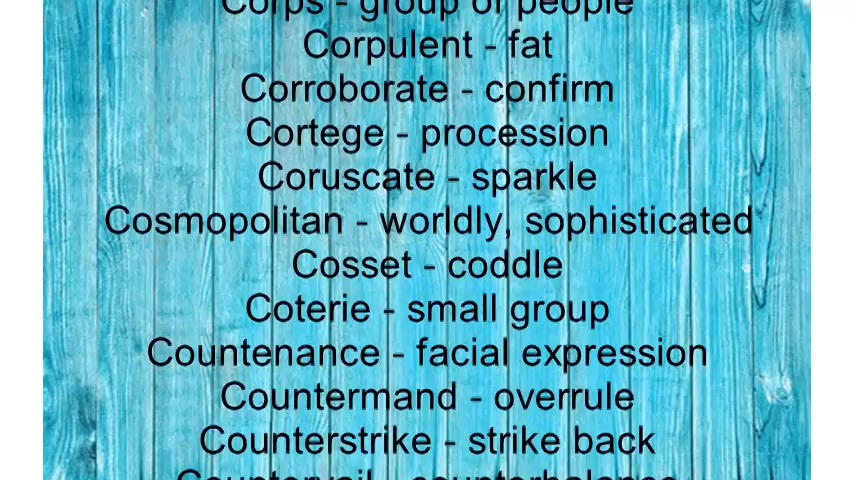 Corps - group of people
Corpulent - fat
Corroborate - confirm
Cortege - procession
Coruscate - sparkle
Cosmopolitan - worldly, sophisticated
Cosset - coddle
Coterie - small group
Countenance - facial expression
Countermand - overrule
Counterstrike - strike back
Countervail - counterbalance